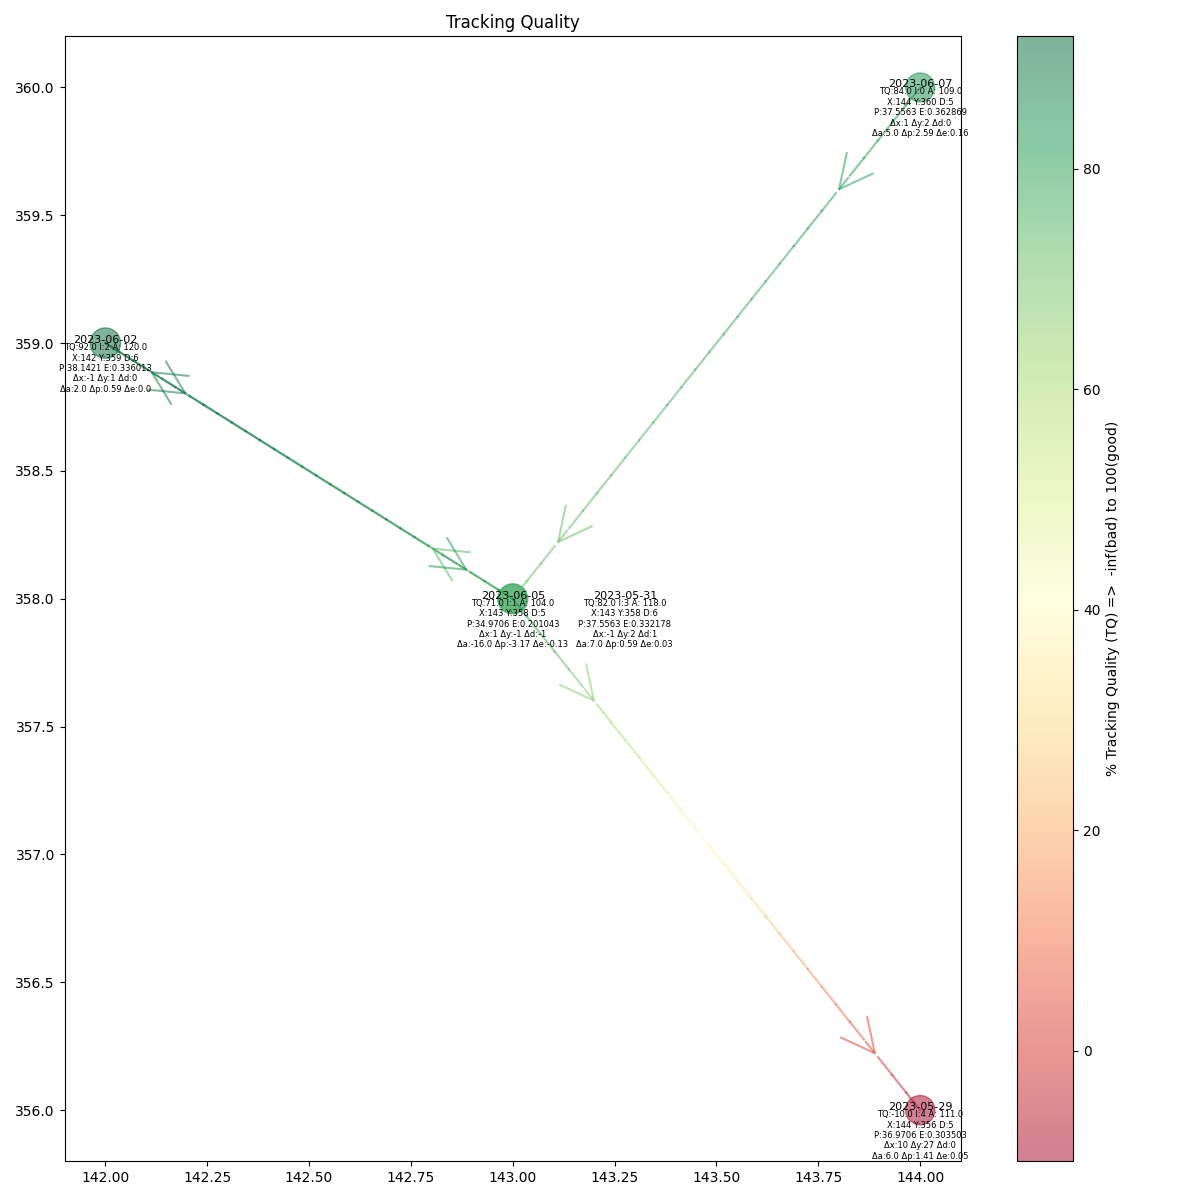 Tracking Quality
360.0
359.5
359.0
358.5
358.0
357.5
357.0
356.5
356.0
142.00
142.25
142.50
142.75
143.00
143.25
143.50
143.75
144.00
2023-06-07
TQ:84.0 I:0 A: 109.0
X:144 Y:360 D:5
P:37.5563 E:0.362869
Δx:1 Δy:2 Δd:0
Δa:5.0 Δp:2.59 Δe:0.16
2023-06-02
TQ:92.0 I:2 A: 120.0
X:142 Y:359 D:6
P:38.1421 E:0.336013
Δx:-1 Δy:1 Δd:0
Δa:2.0 Δp:0.59 Δe:0.0
2023-06-05
TQ:71.0 I:1 A: 104.0
X:143 Y:358 D:5
P:34.9706 E:0.201043
Δx:1 Δy:-1 Δd:-1
Δa:-16.0 Δp:-3.17 Δe:-0.13
2023-05-31
TQ:82.0 I:3 A: 118.0
X:143 Y:358 D:6
P:37.5563 E:0.332178
Δx:-1 Δy:2 Δd:1
Δa:7.0 Δp:0.59 Δe:0.03
2023-05-29
TQ:-10.0 I:4 A: 111.0
X:144 Y:356 D:5
P:36.9706 E:0.303503
Δx:10 Δy:27 Δd:0
Δa:6.0 Δp:1.41 Δe:0.05
80
60
40
20
0
% Tracking Quality (TQ) => -inf(bad) to 100(good)